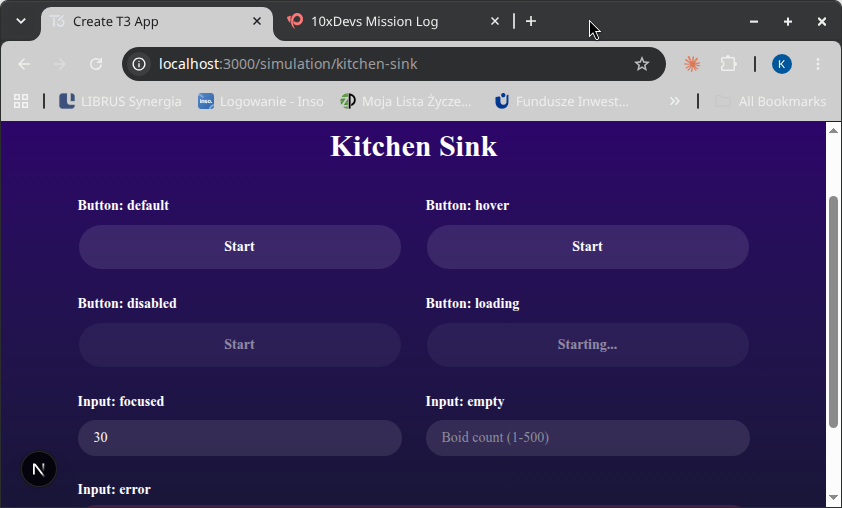 T3 Create T3 App
10xDevs Mission Log
localhost:3000/simulation/kitchen-sink
K
LIBRUS Synergia
Inso. Logowanie - Inso
Moja Lista Życze...
Fundusze Inwest...
All Bookmarks
Kitchen Sink
Button: default
Button: hover
Start
Start
Button: disabled
Button: loading
Start
Starting...
Input: focused
Input: empty
30
Boid count (1-500)
N
Input: error